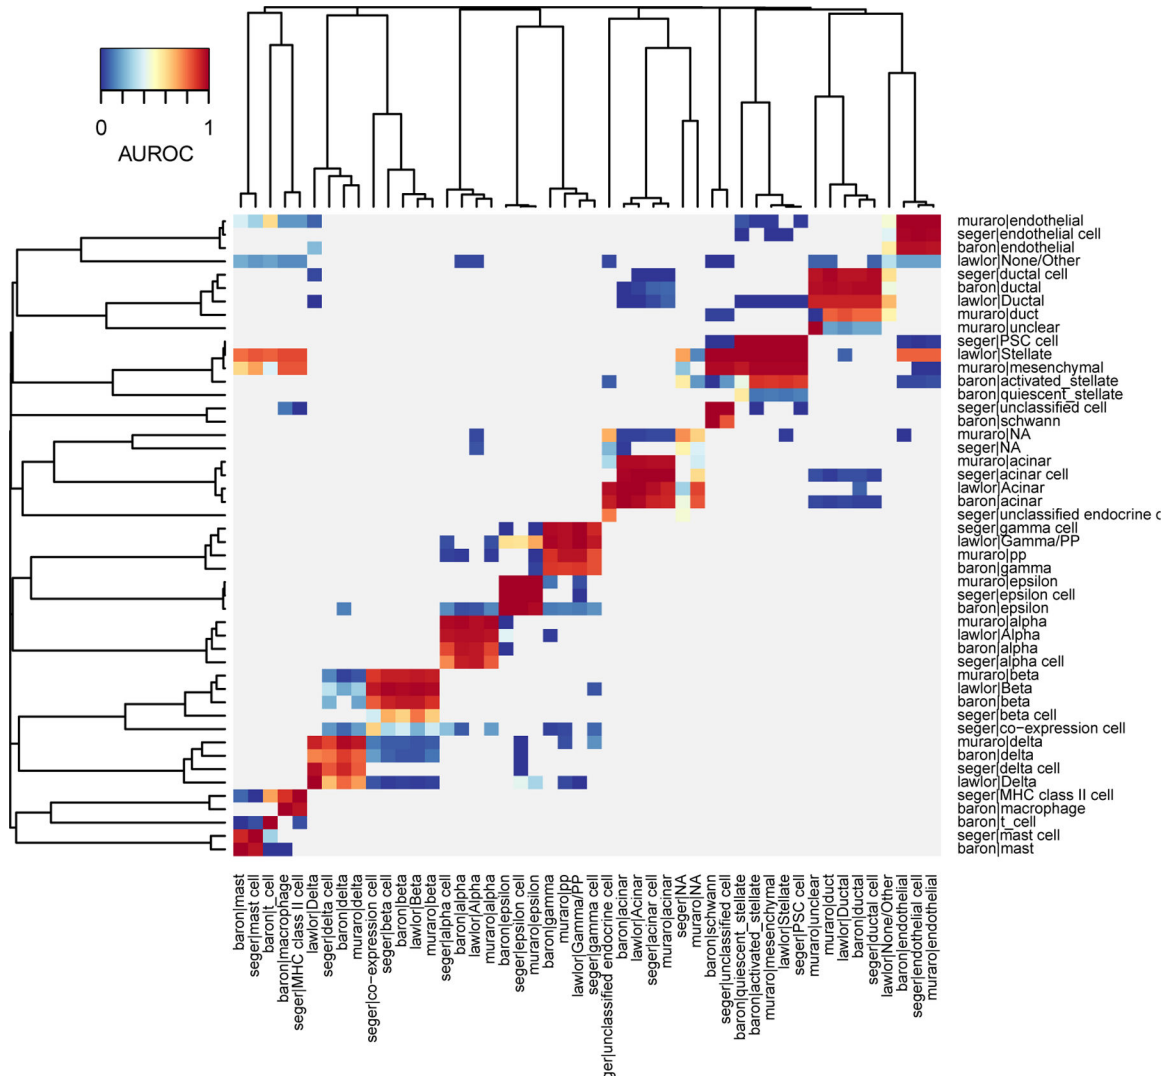 0 1
AUROC
muraro|endothelial
seger|endothelial cell
baron|endothelial
lawlor|None/Other
seger|ductal cell
baron|ductal
lawlor|Ductal
muraro|duct
muraro|unclear
seger|PSC cell
lawlor|Stellate
muraro|mesenchymal
baron|activated_stellate
baron|quiescent_stellate
seger|unclassified cell
baron|schwann
muraro|NA
seger|NA
muraro|acinar
seger|acinar cell
lawlor|Acinar
baron|acinar
seger|unclassified endocrine c
seger|gamma cell
lawlor|Gamma/PP
muraro|pp
baron|gamma
muraro|epsilon
seger|epsilon cell
baron|epsilon
muraro|alpha
lawlor|Alpha
baron|alpha
seger|alpha cell
muraro|beta
lawlor|Beta
baron|beta
seger|beta cell
seger|co-expression cell
muraro|delta
baron|delta
seger|delta cell
lawlor|Delta
seger|MHC class II cell
baron|macrophage
baron|t_cell
seger|mast cell
baron|mast
baron|mast
seger|mast cell
baron|t_cell
baron|macrophage
seger|MHC class II cell
lawlor|Delta
seger|delta cell
baron|delta
muraro|delta
seger|co-expression cell
seger|beta cell
baron|beta
lawlor|Beta
muraro|beta
seger|alpha cell
baron|alpha
lawlor|Alpha
muraro|alpha
baron|epsilon
seger|epsilon cell
muraro|epsilon
baron|gamma
muraro|pp
lawlor|Gamma/PP
seger|gamma cell
ger|unclassified endocrine cell
baron|acinar
lawlor|Acinar
seger|acinar cell
muraro|acinar
seger|NA
muraro|NA
baron|schwann
seger|unclassified cell
baron|quiescent_stellate
baron|activated_stellate
muraro|mesenchymal
lawlor|Stellate
seger|PSC cell
muraro|unclear
muraro|duct
lawlor|Ductal
baron|ductal
seger|ductal cell
lawlor|None/Other
baron|endothelial
seger|endothelial cell
muraro|endothelial